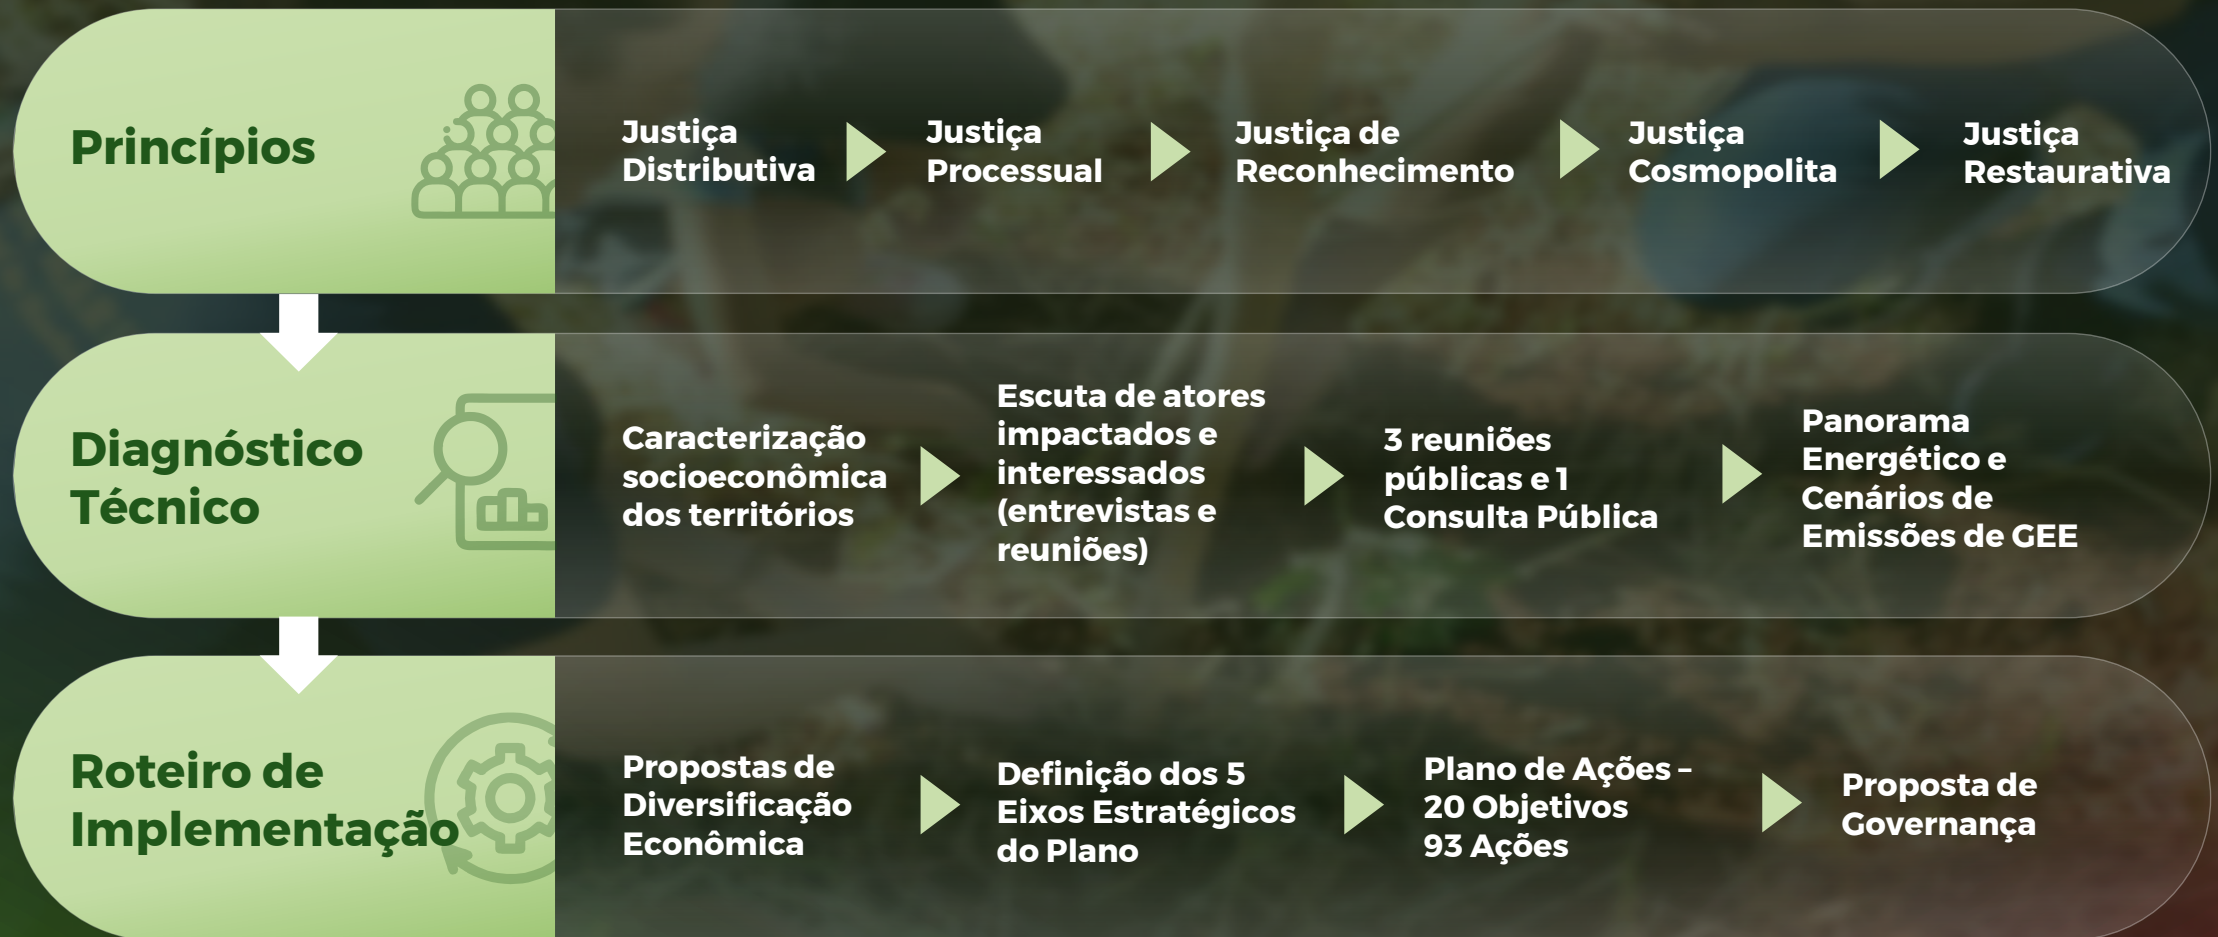 Princípios
Justiça
Distributiva
Justiça
Processual
Justiça de
Reconhecimento
Justiça
Cosmopolita
Justiça
Restaurativa
Diagnóstico
Técnico
Caracterização
socioeconômica
dos territórios
Escuta de atores
impactados e
interessados
(entrevistas e
reuniões)
3 reuniões
públicas e 1
Consulta Pública
Panorama
Energético e
Cenários de
Emissões de GEE
Roteiro de
Implementação
Propostas de
Diversificação
Econômica
Definição dos 5
Eixos Estratégicos
do Plano
Plano de Ações –
20 Objetivos
93 Ações
Proposta de
Governança